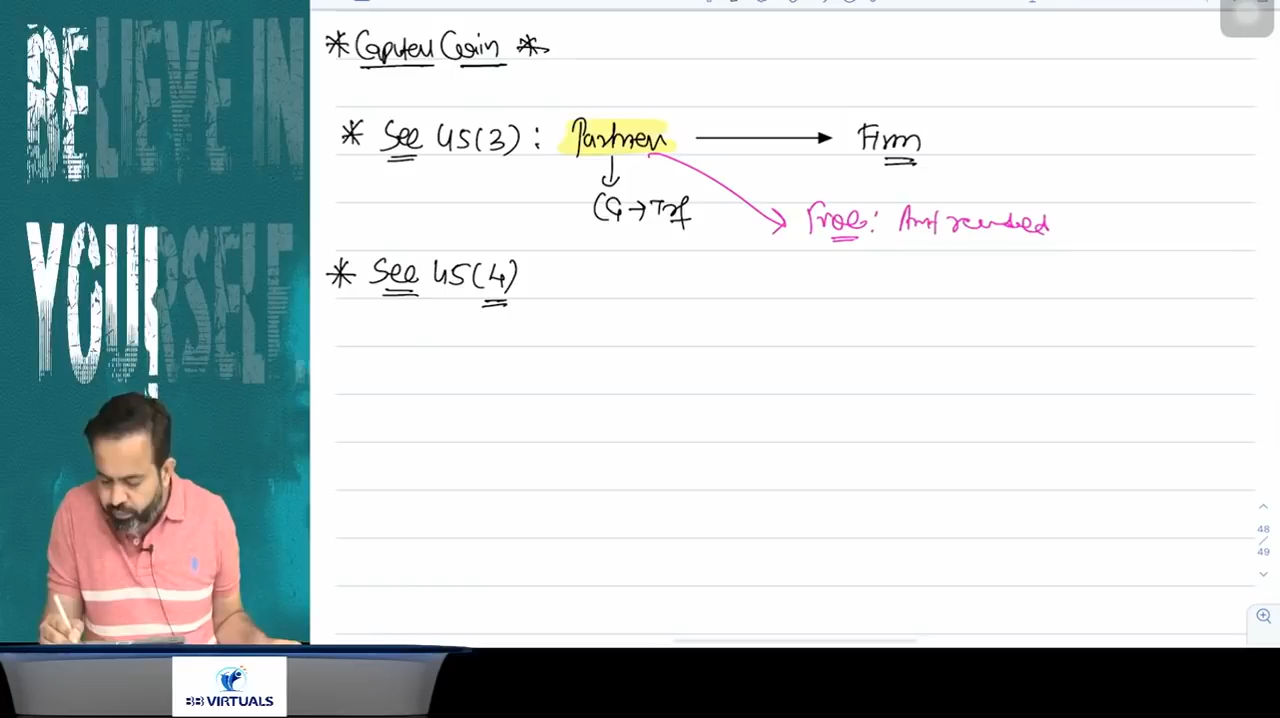 BELIEVE IN
YOURSELF.
* Capital Gain *
* Sec 45(3) : Partner → Firm
CG → Trf
FVOC : Amt recorded
* Sec 45(4)
48
49
BB VIRTUALS